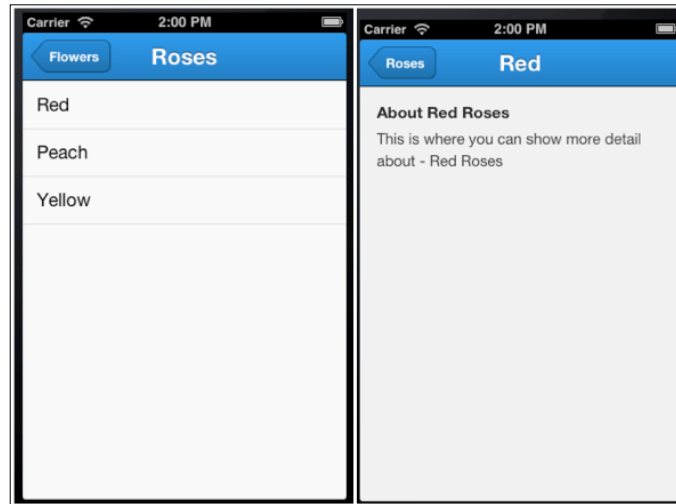 Carrier 2:00 PM
Flowers Roses
Red
Peach
Yellow
Carrier 2:00 PM
Roses Red
About Red Roses
This is where you can show more detail
about - Red Roses